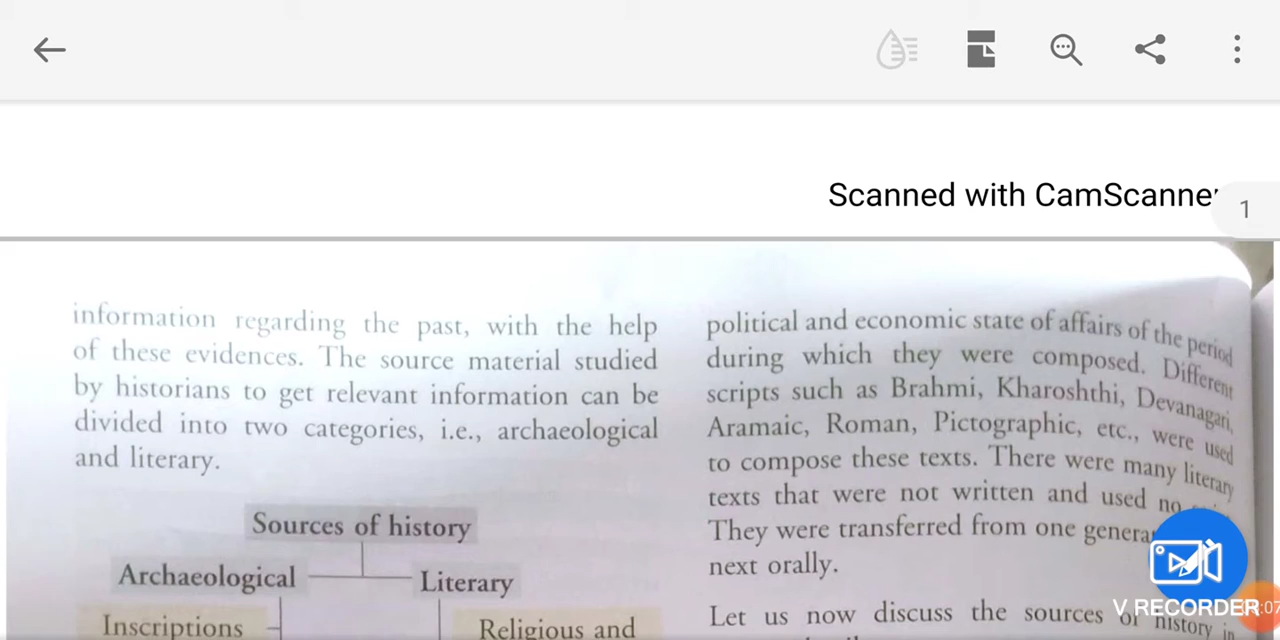 Scanned with CamScanner
1
information regarding the past, with the help
of these evidences. The source material studied
by historians to get relevant information can be
divided into two categories, i.e., archaeological
and literary.
Sources of history
Archaeological
Literary
Inscriptions
Religious and
political and economic state of affairs of the period
during which they were composed. Different
scripts such as Brahmi, Kharoshthi, Devanagari,
Aramaic, Roman, Pictographic, etc., were used
to compose these texts. There were many literary
texts that were not written and used no
They were transferred from one
next orally.
Let us now discuss the sources of history in
V RECORDER